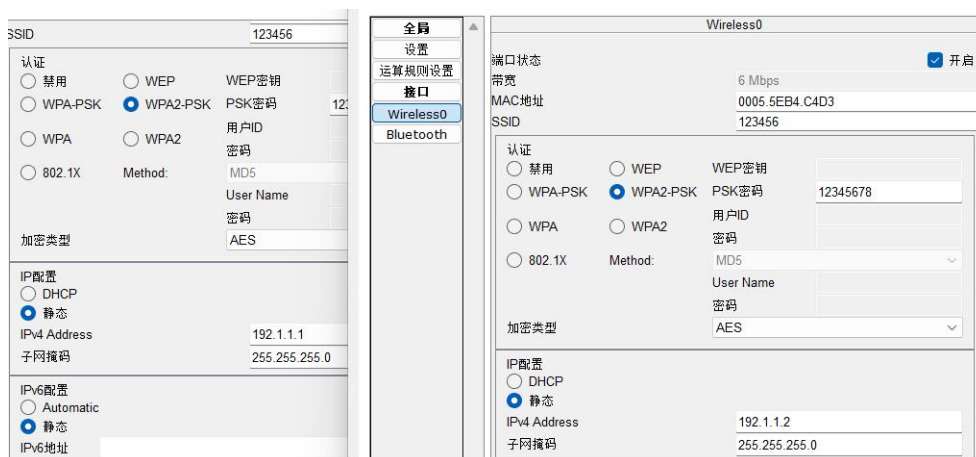 SSID 123456
认证
禁用 WEP WEP密钥
WPA-PSK WPA2-PSK PSK密码 123
用户ID
WPA WPA2
密码
802.1X Method: MD5
User Name
密码
加密类型 AES
IP配置
DHCP
静态
IPv4 Address 192.1.1.1
子网掩码 255.255.255.0
IPv6配置
Automatic
静态
IPv6地址
全局
设置
运算规则设置
接口
Wireless0
Bluetooth
Wireless0
端口状态 开启
带宽 6 Mbps
MAC地址 0005.5EB4.C4D3
SSID 123456
认证
禁用 WEP WEP密钥
WPA-PSK WPA2-PSK PSK密码 12345678
用户ID
WPA WPA2
密码
802.1X Method: MD5
User Name
密码
加密类型 AES
IP配置
DHCP
静态
IPv4 Address 192.1.1.2
子网掩码 255.255.255.0